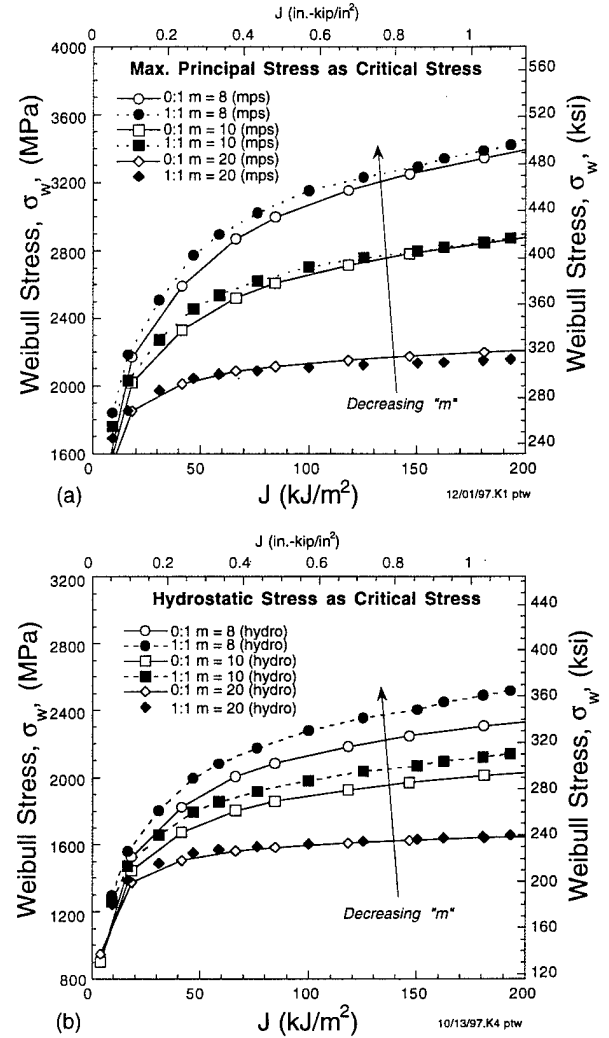 J (in.-kip/in²)
0 0.2 0.4 0.6 0.8 1
Max. Principal Stress as Critical Stress
0:1 m = 8 (mps)
1:1 m = 8 (mps)
0:1 m = 10 (mps)
1:1 m = 10 (mps)
0:1 m = 20 (mps)
1:1 m = 20 (mps)
Weibull Stress, σw, (MPa)
4000
3600
3200
2800
2400
2000
1600
Weibull Stress, σw, (ksi)
560
520
480
440
400
360
320
280
240
Decreasing "m"
0 50 100 150 200
(a)
J (kJ/m²)
12/01/97.K1 ptw
J (in.-kip/in²)
0 0.2 0.4 0.6 0.8 1
Hydrostatic Stress as Critical Stress
0:1 m = 8 (hydro)
1:1 m = 8 (hydro)
0:1 m = 10 (hydro)
1:1 m = 10 (hydro)
0:1 m = 20 (hydro)
1:1 m = 20 (hydro)
Weibull Stress, σw, (MPa)
3200
2800
2400
2000
1600
1200
800
Weibull Stress, σw, (ksi)
440
400
360
320
280
240
200
160
120
Decreasing "m"
0 50 100 150 200
(b)
J (kJ/m²)
10/13/97.K4 ptw